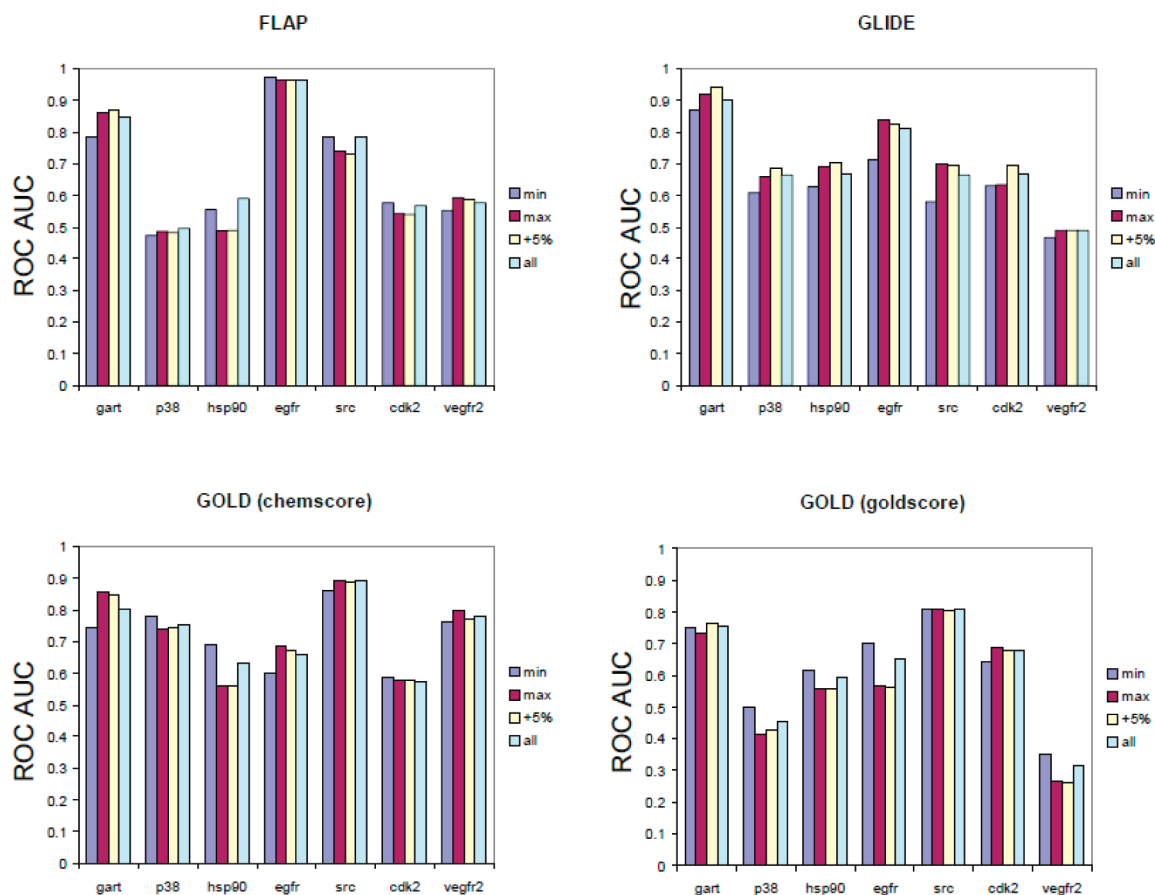 FLAP
ROC AUC
1
0.9
0.8
0.7
0.6
0.5
0.4
0.3
0.2
0.1
0
gart p38 hsp90 egfr src cdk2 vegfr2
min
max
+5%
all
GLIDE
ROC AUC
1
0.9
0.8
0.7
0.6
0.5
0.4
0.3
0.2
0.1
0
gart p38 hsp90 egfr src cdk2 vegfr2
min
max
+5%
all
GOLD (chemscore)
ROC AUC
1
0.9
0.8
0.7
0.6
0.5
0.4
0.3
0.2
0.1
0
gart p38 hsp90 egfr src cdk2 vegfr2
min
max
+5%
all
GOLD (goldscore)
ROC AUC
1
0.9
0.8
0.7
0.6
0.5
0.4
0.3
0.2
0.1
0
gart p38 hsp90 egfr src cdk2 vegfr2
min
max
+5%
all